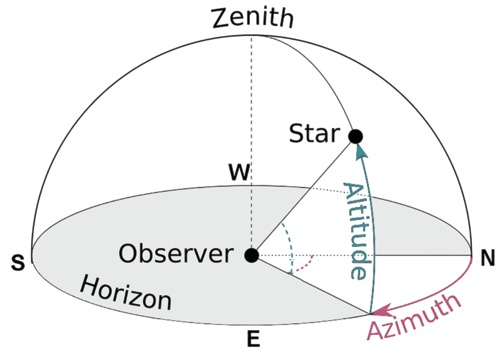 Zenith
Star
W
Altitude
Observer
S
N
Horizon
Azimuth
E